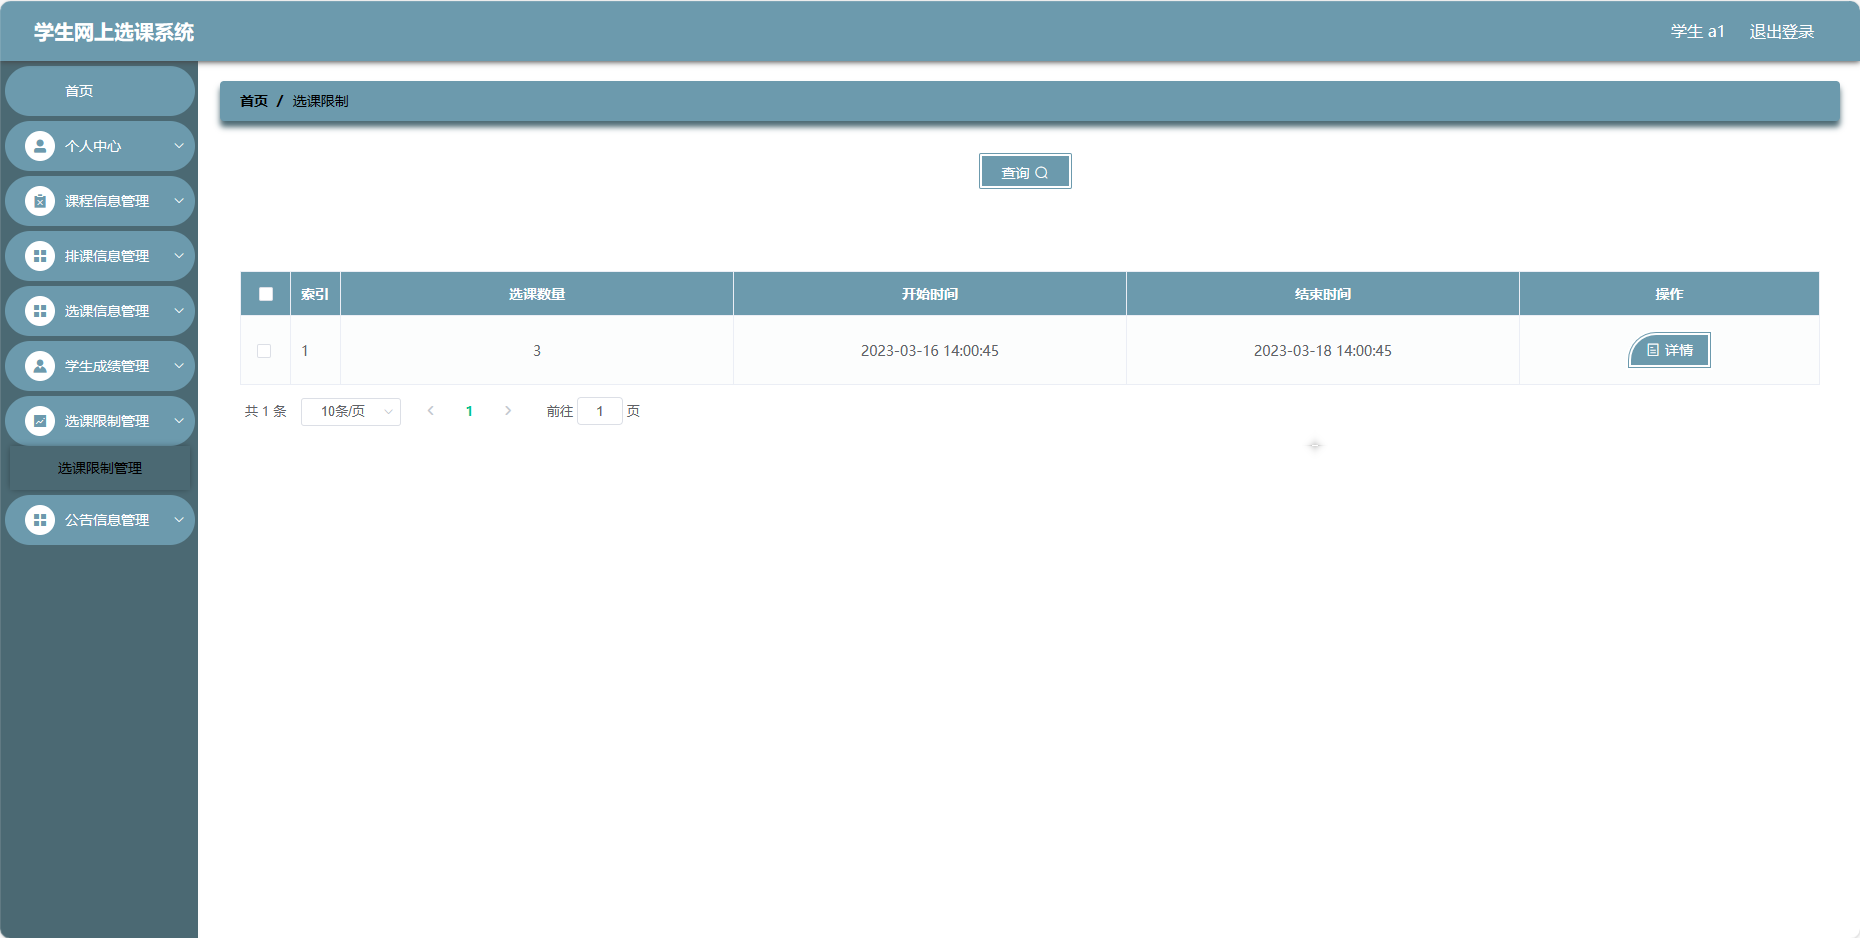 学生网上选课系统
学生 a1 退出登录
首页
个人中心
课程信息管理
排课信息管理
选课信息管理
学生成绩管理
选课限制管理
选课限制管理
公告信息管理
首页 / 选课限制
查询
索引 选课数量 开始时间 结束时间 操作
1 3 2023-03-16 14:00:45 2023-03-18 14:00:45 详情
共 1 条 10条/页 1 前往 1 页